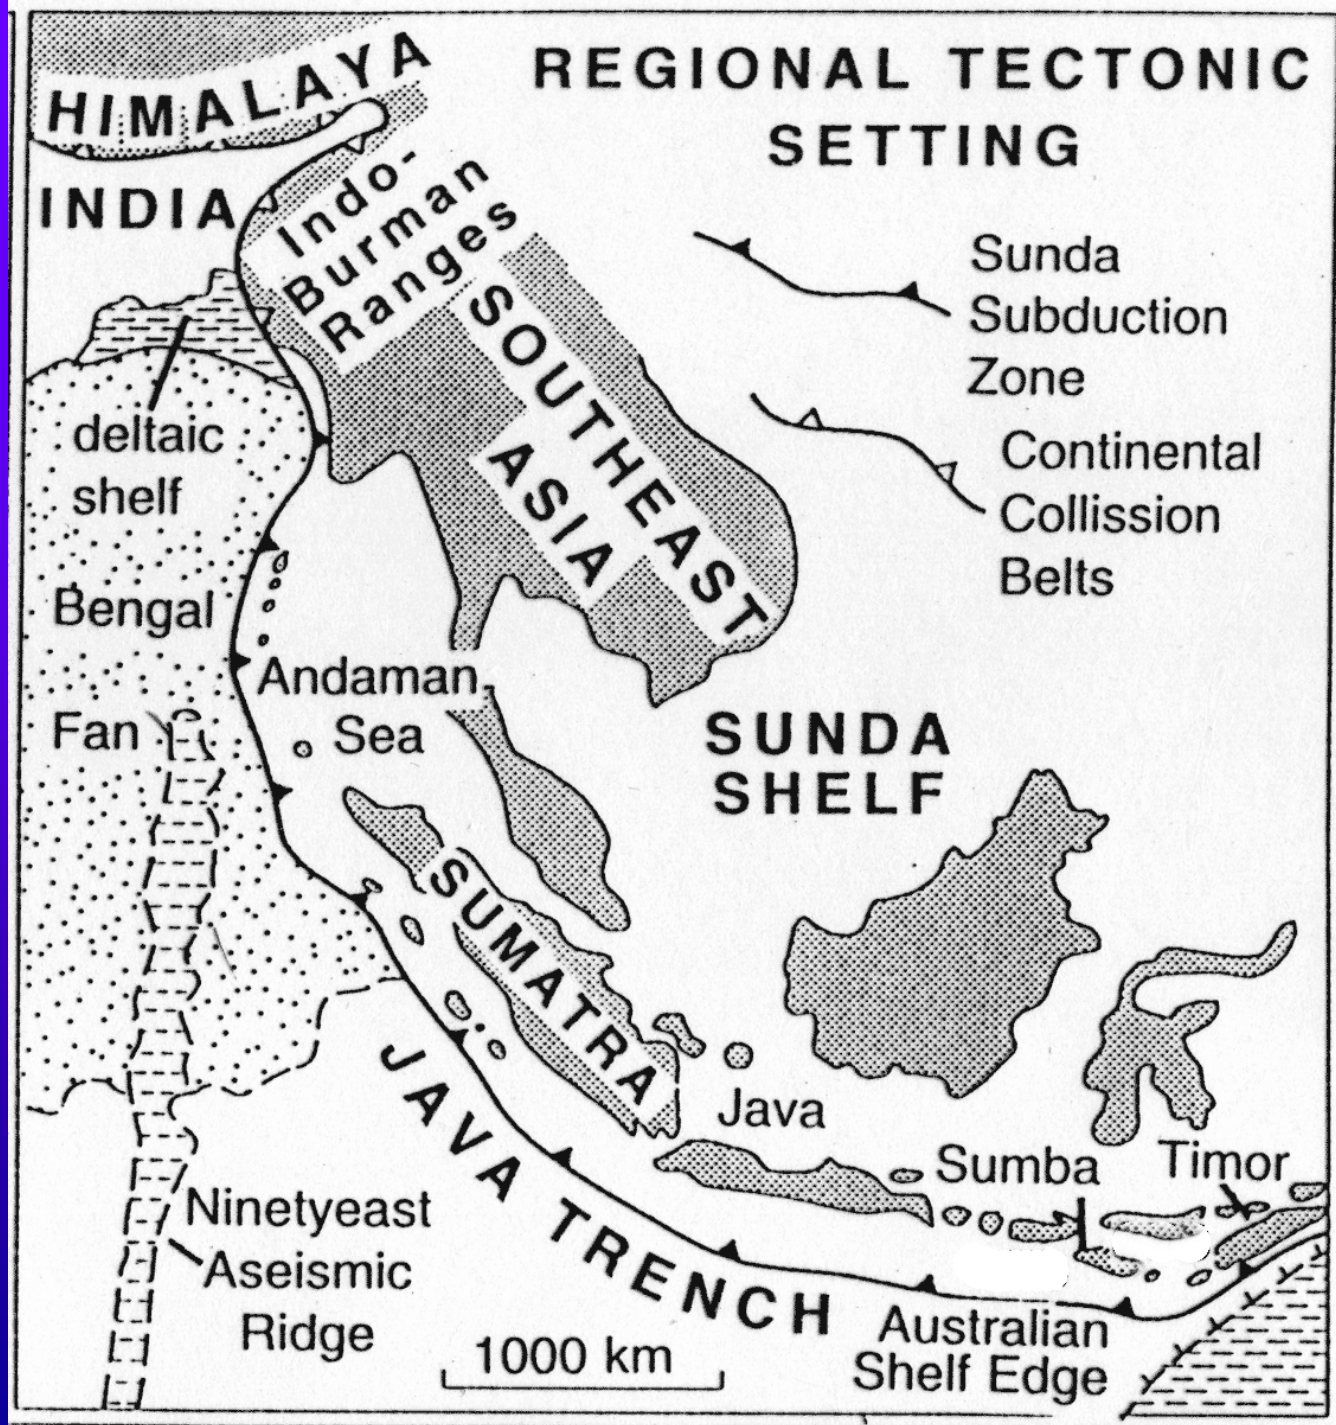 REGIONAL TECTONIC
SETTING
HIMALAYA
INDIA
Indo-
Burman
Ranges
SOUTHEAST
ASIA
Sunda
Subduction
Zone
Continental
Collission
Belts
deltaic
shelf
Bengal
Fan
Andaman
Sea
SUNDA
SHELF
SUMATRA
JAVA TRENCH
Java
Sumba
Timor
Ninetyeast
Aseismic
Ridge
1000 km
Australian
Shelf Edge